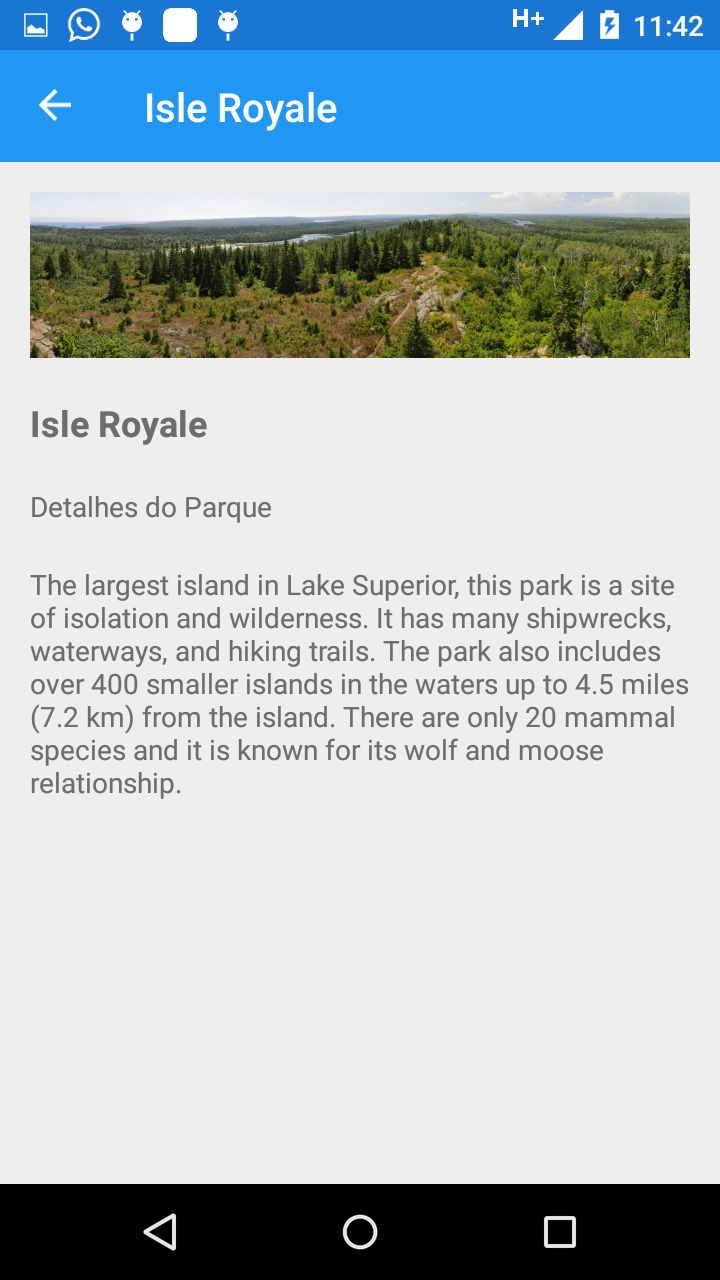 H+ 11:42
Isle Royale
Isle Royale
Detalhes do Parque
The largest island in Lake Superior, this park is a site
of isolation and wilderness. It has many shipwrecks,
waterways, and hiking trails. The park also includes
over 400 smaller islands in the waters up to 4.5 miles
(7.2 km) from the island. There are only 20 mammal
species and it is known for its wolf and moose
relationship.